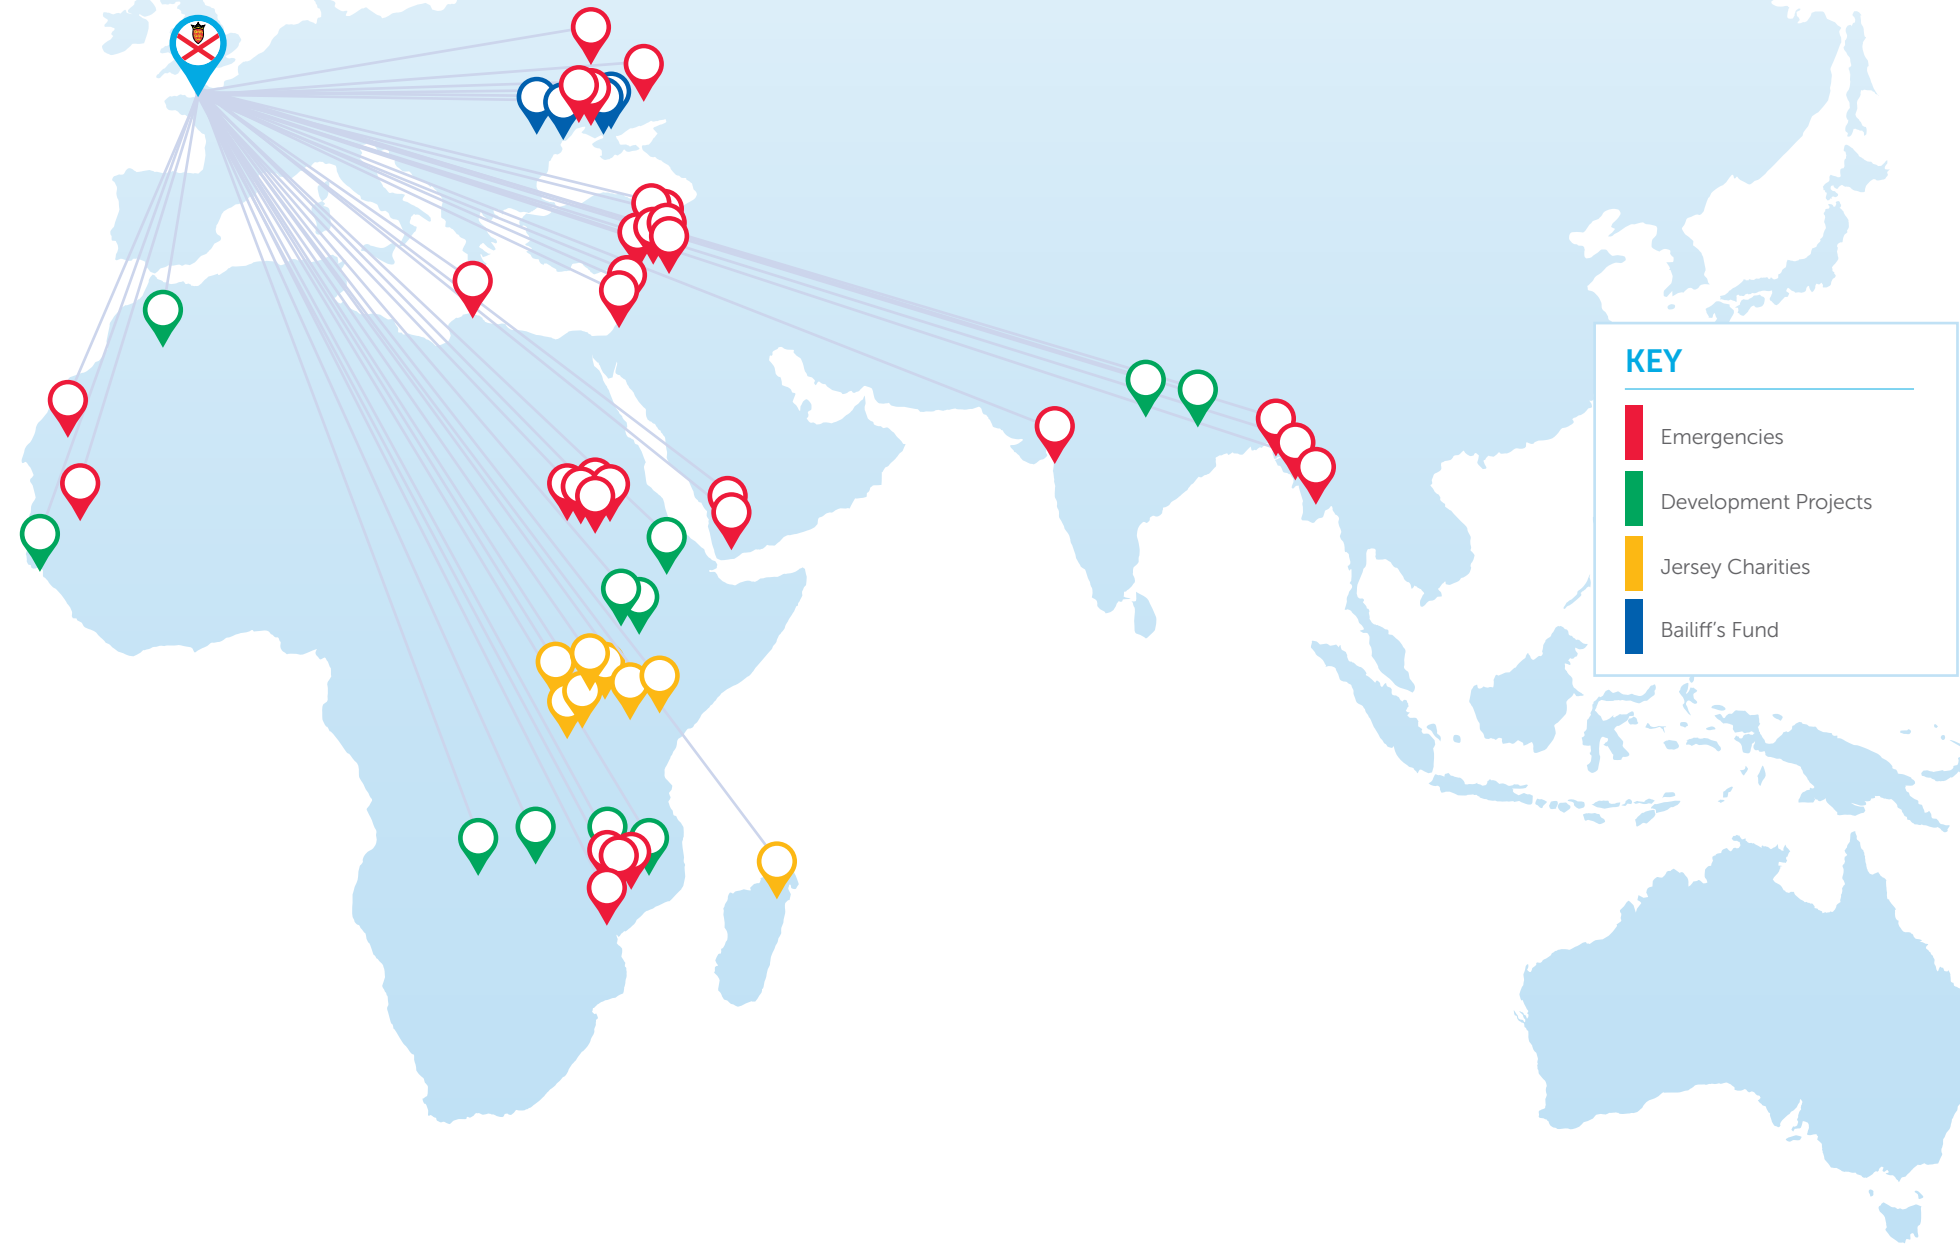 KEY
Emergencies
Development Projects
Jersey Charities
Bailiff’s Fund